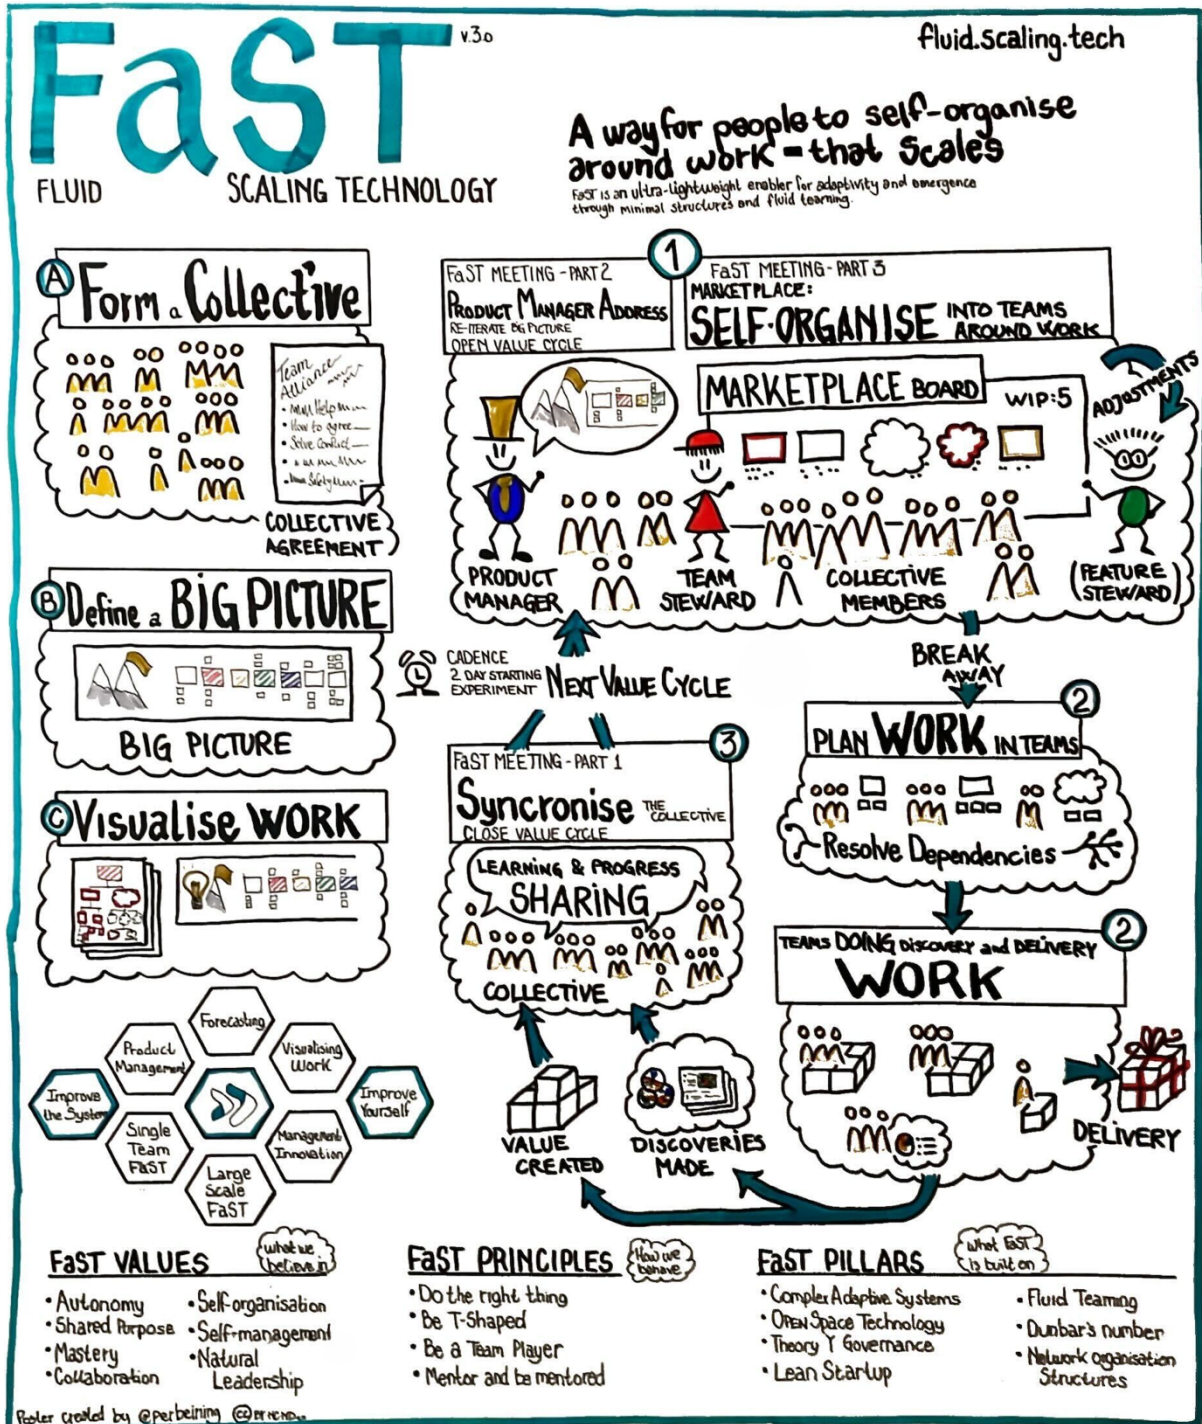 FaST
v.3.0
fluid.scaling.tech
FLUID SCALING TECHNOLOGY
A way for people to self-organise
around work - that scales
FaST is an ultra-lightweight enabler for adaptivity and emergence
through minimal structures and fluid teaming.
A
Form a Collective
Team
Alliance
Help
How to agree
Solve Conflict
Safety
COLLECTIVE
AGREEMENT
B
Define a BIG PICTURE
BIG PICTURE
C
Visualise WORK
1
FaST MEETING - PART 2
PRODUCT MANAGER ADDRESS
RE-ITERATE BIG PICTURE
OPEN VALUE CYCLE
FaST MEETING - PART 3
MARKETPLACE:
SELF-ORGANISE INTO TEAMS
AROUND WORK
MARKETPLACE BOARD
WIP:5
ADJUSTMENTS
PRODUCT
MANAGER
TEAM
STEWARD
COLLECTIVE
MEMBERS
(FEATURE
STEWARD)
BREAK
AWAY
CADENCE
2 DAY STARTING
EXPERIMENT
NEXT VALUE CYCLE
2
PLAN WORK IN TEAMS
Resolve Dependencies
2
TEAMS DOING DISCOVERY and DELIVERY
WORK
DELIVERY
3
FaST MEETING - PART 1
Syncronise THE
COLLECTIVE
CLOSE VALUE CYCLE
LEARNING & PROGRESS
SHARING
COLLECTIVE
VALUE
CREATED
DISCOVERIES
MADE
Forecasting
Product
Management
Visualising
Work
Improve
the System
Improve
Yourself
Single
Team
FaST
Management
Innovation
Large
Scale
FaST
FaST VALUES
what we
believe in
• Autonomy
• Shared Purpose
• Mastery
• Collaboration
• Self-organisation
• Self-management
• Natural
Leadership
FaST PRINCIPLES
How we
behave
• Do the right thing
• Be T-Shaped
• Be a Team Player
• Mentor and be mentored
FaST PILLARS
What FaST
is built on
• Complex Adaptive Systems
• OPEN Space Technology
• Theory Y Governance
• Lean Startup
• Fluid Teaming
• Dunbar's number
• Network organisation
Structures
Poster created by @perbeining